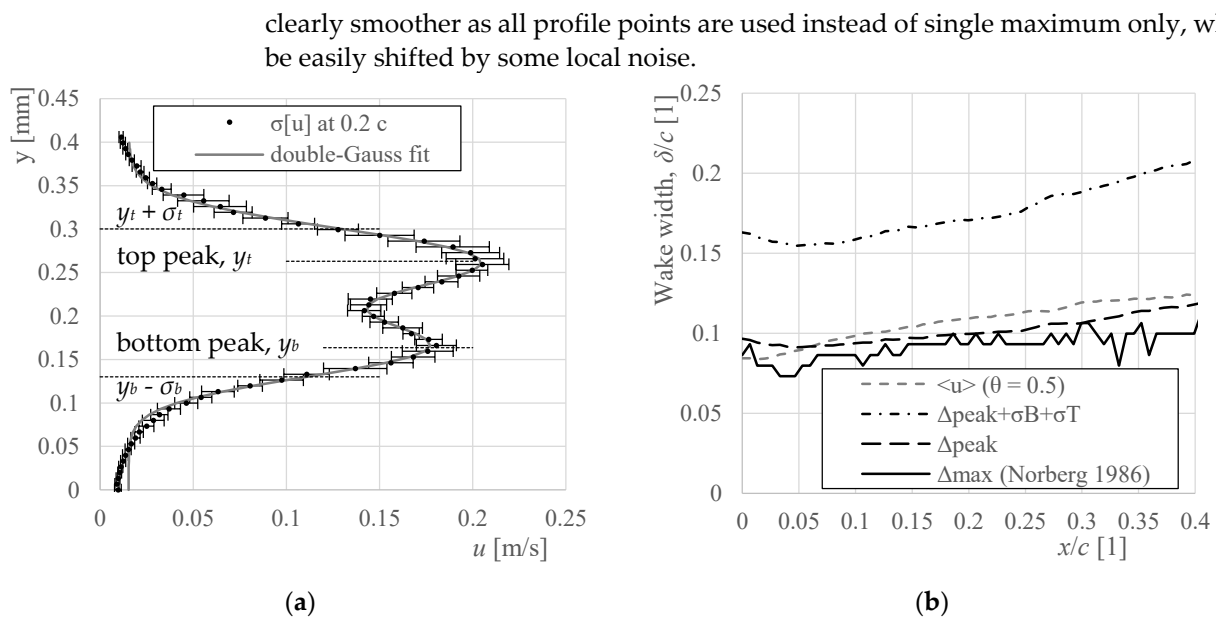 clearly smoother as all profile points are used instead of single maximum only,
be easily shifted by some local noise.
0.45
0.4
0.35
0.3
0.25
0.2
0.15
0.1
0.05
0
y [mm]
σ[u] at 0.2 c
double-Gauss fit
yt + σt
top peak, yt
bottom peak, yb
yb - σb
0 0.05 0.1 0.15 0.2 0.25
u [m/s]
(a)
0.25
0.2
0.15
0.1
0.05
0
Wake width, δ/c [1]
<u> (θ = 0.5)
Δpeak+σB+σT
Δpeak
Δmax (Norberg 1986)
0 0.05 0.1 0.15 0.2 0.25 0.3 0.35 0.4
x/c [1]
(b)